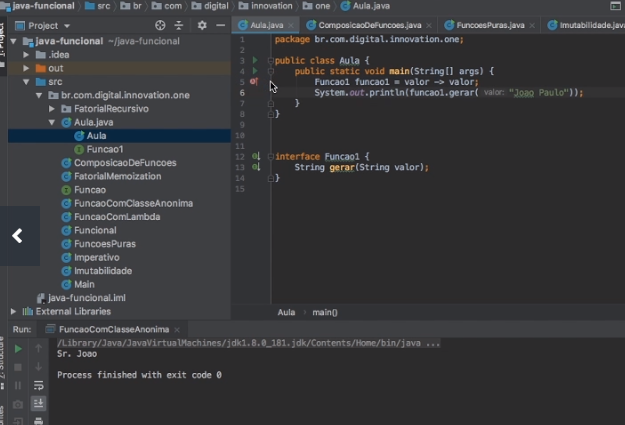 java-funcional src br com digital innovation one Aula.java
Project
Aula.java ComposicaoDeFuncoes.java FuncoesPuras.java Imutabilidade.java
java-funcional ~/java-funcional
.idea
out
src
br.com.digital.innovation.one
FatorialRecursivo
Aula.java
Aula
Funcao1
ComposicaoDeFuncoes
FatorialMemoization
Funcao
FuncaoComClasseAnonima
FuncaoComLambda
Funcional
FuncoesPuras
Imperativo
Imutabilidade
Main
java-funcional.iml
External Libraries
1 package br.com.digital.innovation.one;
2
3 public class Aula {
4 public static void main(String[] args) {
5 Funcao1 funcao1 = valor -> valor;
6 System.out.println(funcao1.gerar( valor: "Joao Paulo"));
7 }
8 }
9
10
11
12 interface Funcao1 {
13 String gerar(String valor);
14 }
15
Aula main()
Run: FuncaoComClasseAnonima
/Library/Java/JavaVirtualMachines/jdk1.8.0_181.jdk/Contents/Home/bin/java ...
Sr. Joao
Process finished with exit code 0